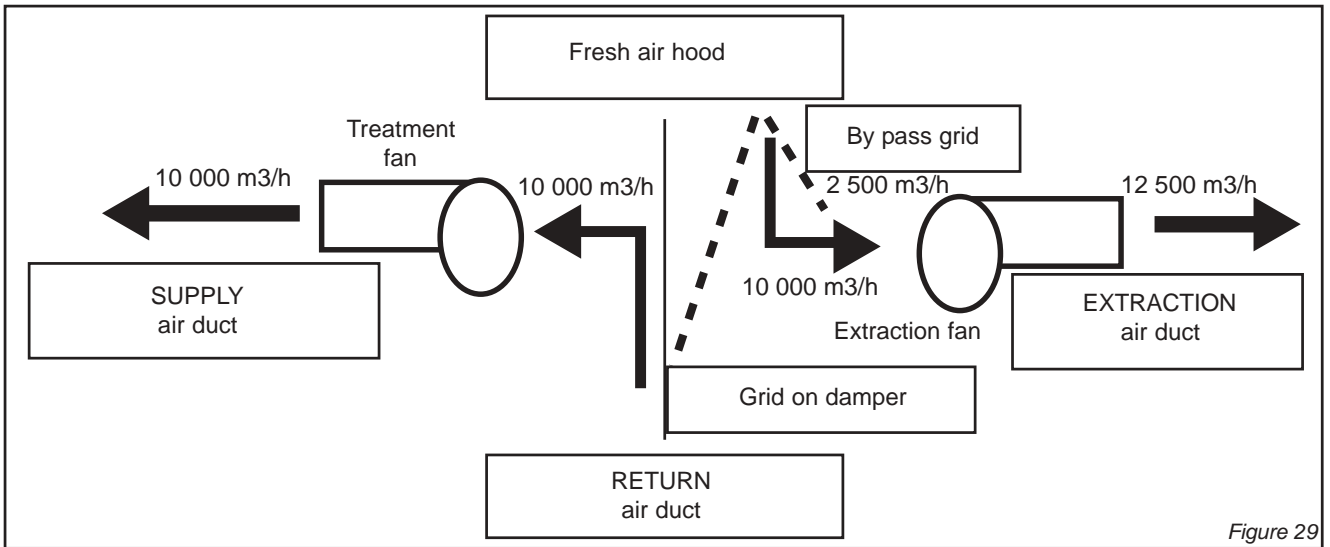 Fresh air hood
By pass grid
Treatment
fan
10 000 m3/h
10 000 m3/h
2 500 m3/h
12 500 m3/h
10 000 m3/h
SUPPLY
air duct
Extraction fan
EXTRACTION
air duct
Grid on damper
RETURN
air duct
Figure 29